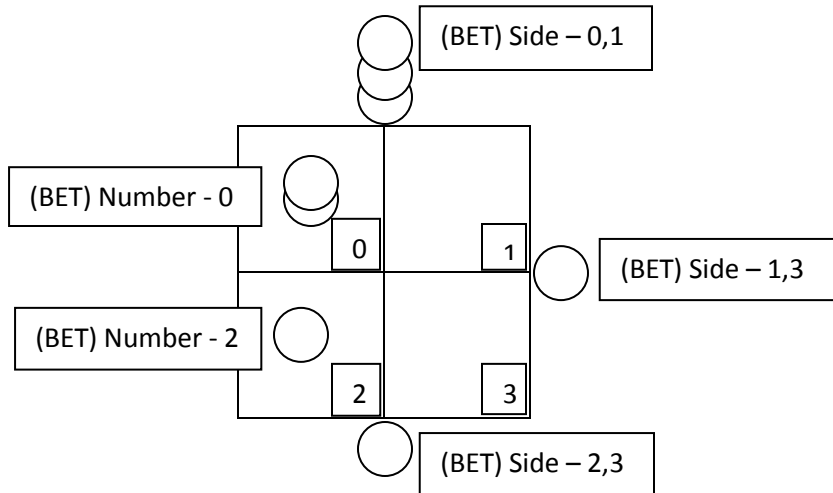 (BET) Side – 0,1
(BET) Number - 0
0
1
(BET) Side – 1,3
(BET) Number - 2
2
3
(BET) Side – 2,3